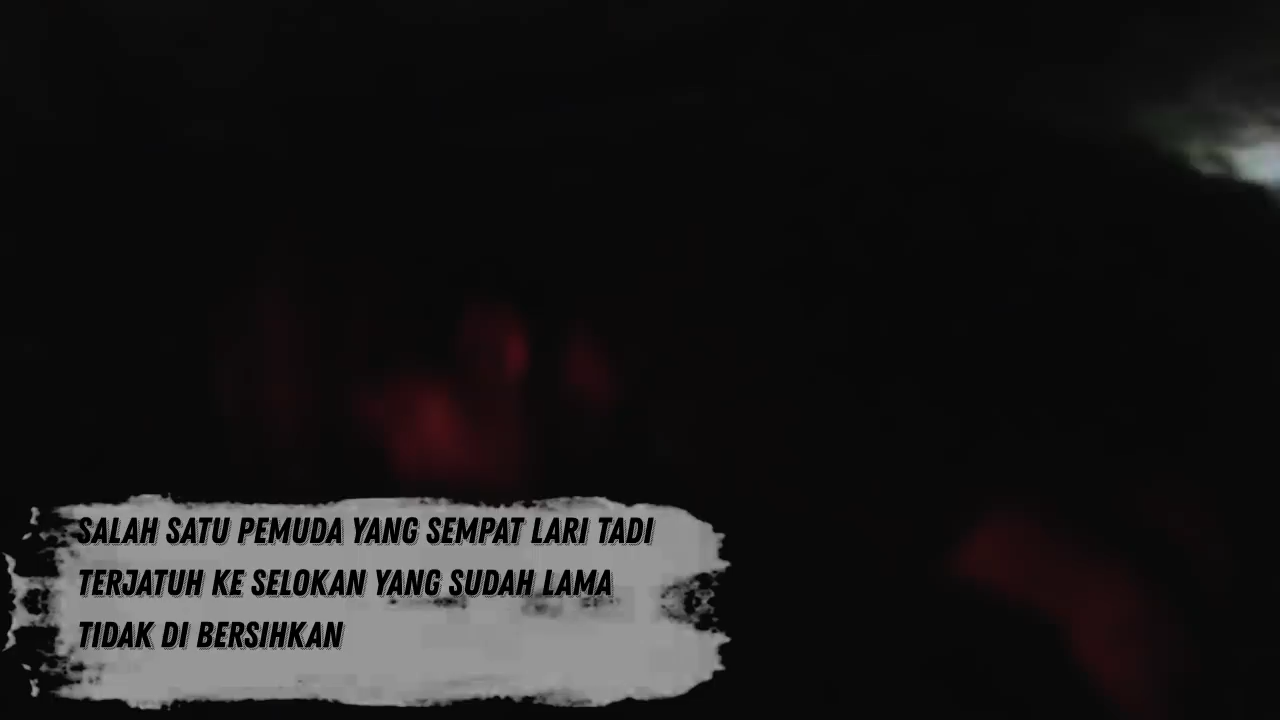 SALAH SATU PEMUDA YANG SEMPAT LARI TADI
TERJATUH KE SELOKAN YANG SUDAH LAMA
TIDAK DI BERSIHKAN